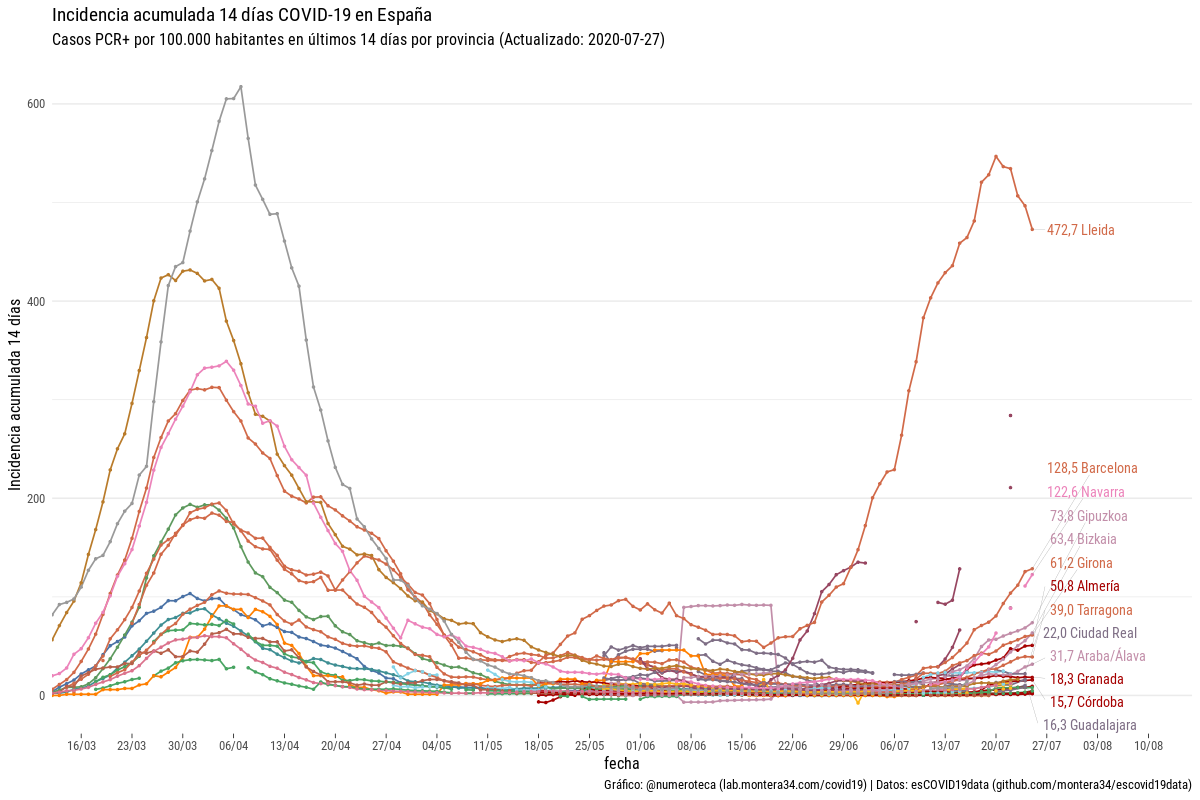 Incidencia acumulada 14 días COVID-19 en España
Casos PCR+ por 100.000 habitantes en últimos 14 días por provincia (Actualizado: 2020-07-27)
Incidencia acumulada 14 días
600
400
200
0
472,7 Lleida
128,5 Barcelona
122,6 Navarra
73,8 Gipuzkoa
63,4 Bizkaia
61,2 Girona
50,8 Almería
39,0 Tarragona
22,0 Ciudad Real
31,7 Araba/Álava
18,3 Granada
15,7 Córdoba
16,3 Guadalajara
16/03 23/03 30/03 06/04 13/04 20/04 27/04 04/05 11/05 18/05 25/05 01/06 08/06 15/06 22/06 29/06 06/07 13/07 20/07 27/07 03/08 10/08
fecha
Gráfico: @numeroteca (lab.montera34.com/covid19) | Datos: esCOVID19data (github.com/montera34/escovid19data)